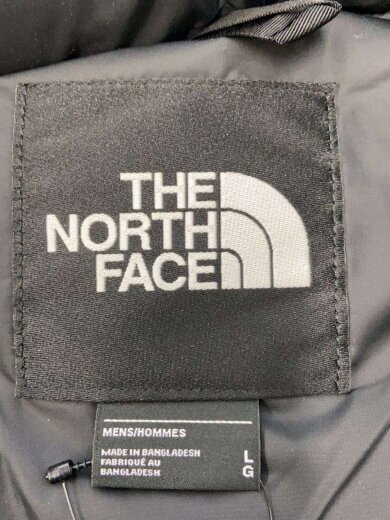 THE
NORTH
FACE
MENS/HOMMES
MADE IN BANGLADESH
FABRIQUÉ AU
BANGLADESH
L
G